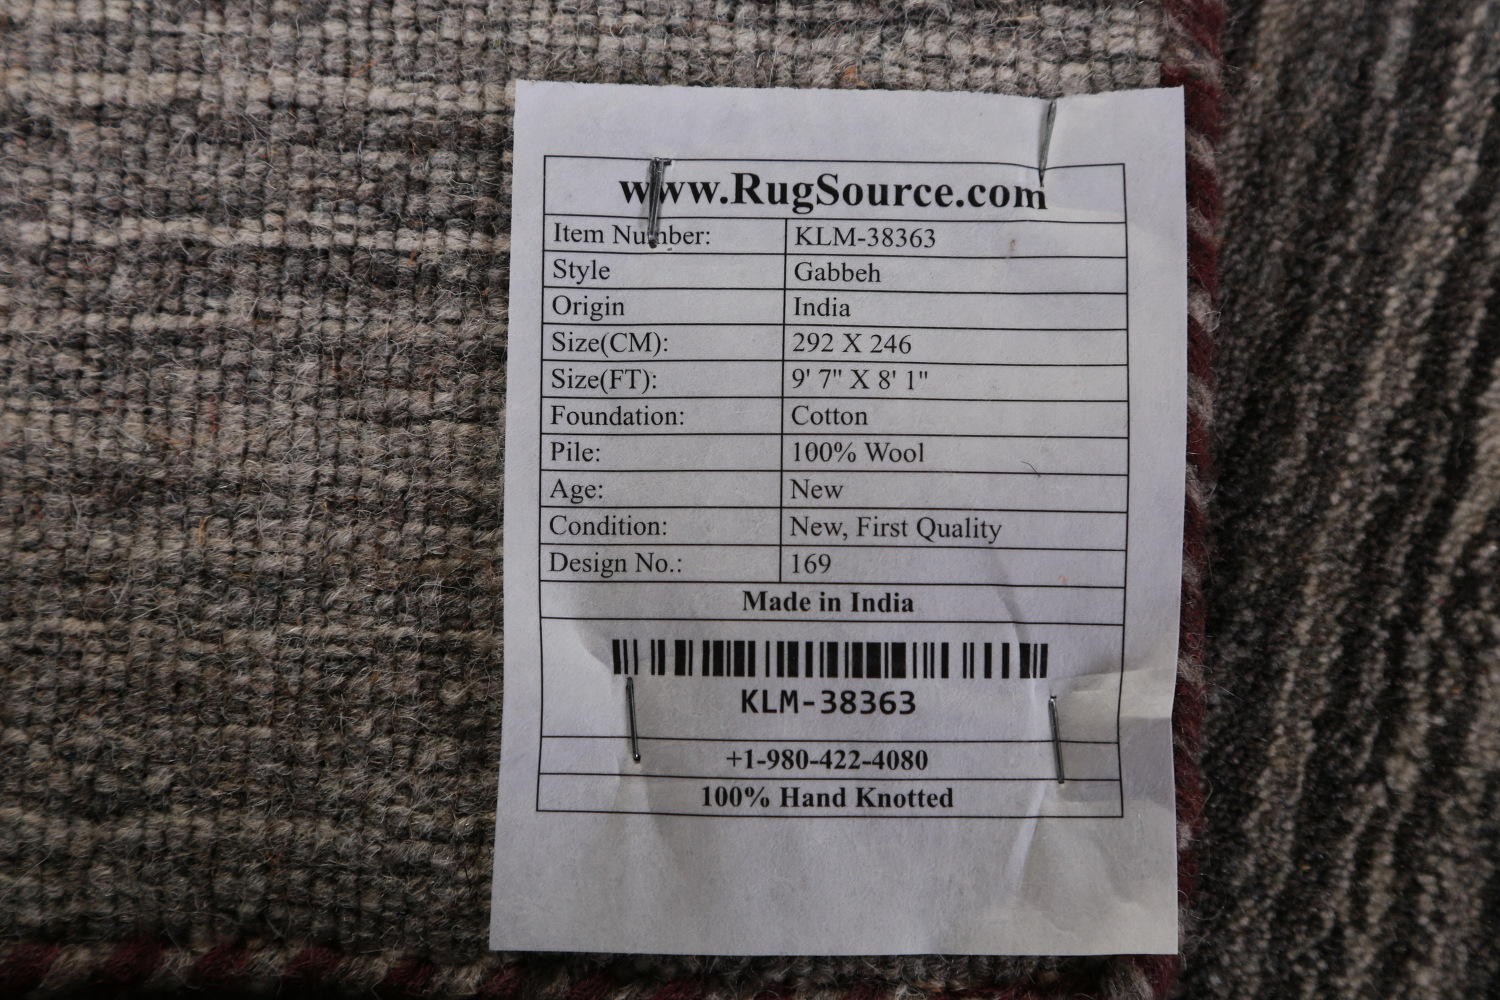 www.RugSource.com
Item Number: KLM-38363
Style Gabbeh
Origin India
Size(CM): 292 X 246
Size(FT): 9' 7" X 8' 1"
Foundation: Cotton
Pile: 100% Wool
Age: New
Condition: New, First Quality
Design No.: 169
Made in India
KLM-38363
+1-980-422-4080
100% Hand Knotted